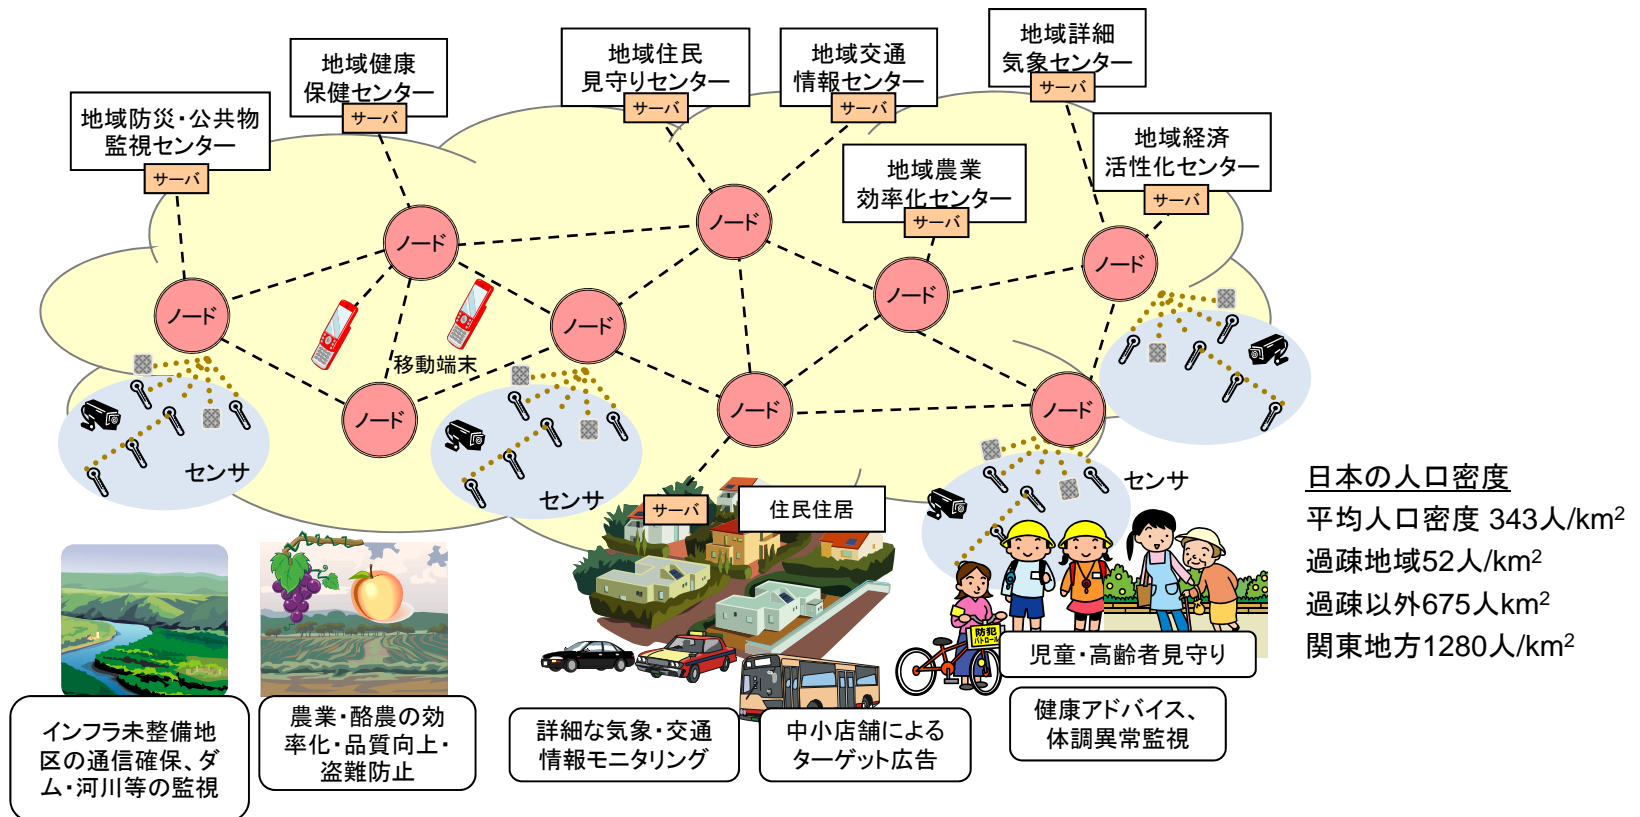 地域防災・公共物
監視センター
サーバ
地域健康
保健センター
サーバ
地域住民
見守りセンター
サーバ
地域交通
情報センター
サーバ
地域詳細
気象センター
サーバ
地域経済
活性化センター
サーバ
地域農業
効率化センター
サーバ
ノード
ノード
ノード
ノード
ノード
ノード
ノード
ノード
ノード
移動端末
センサ
センサ
センサ
サーバ
住民住居
防犯
パトロール
児童・高齢者見守り
健康アドバイス、
体調異常監視
インフラ未整備地
区の通信確保、ダ
ム・河川等の監視
農業・酪農の効
率化・品質向上・
盗難防止
詳細な気象・交通
情報モニタリング
中小店舗による
ターゲット広告
日本の人口密度
平均人口密度 343人/km²
過疎地域52人/km²
過疎以外675人km²
関東地方1280人/km²